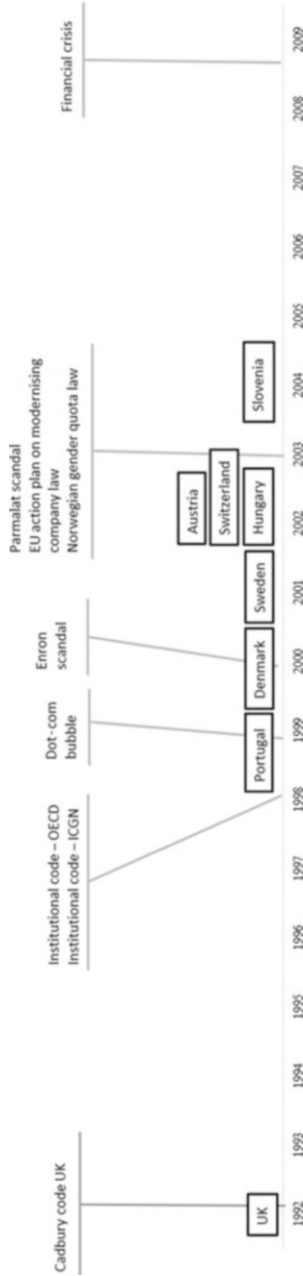 Cadbury code UK
Institutional code – OECD
Institutional code – ICGN
Dot-com
bubble
Enron
scandal
Parmalat scandal
EU action plan on modernising
company law
Norwegian gender quota law
Financial crisis
UK
Portugal
Denmark
Sweden
Austria
Switzerland
Hungary
Slovenia
1992
1993
1994
1995
1996
1997
1998
1999
2000
2001
2002
2003
2004
2005
2006
2007
2008
2009